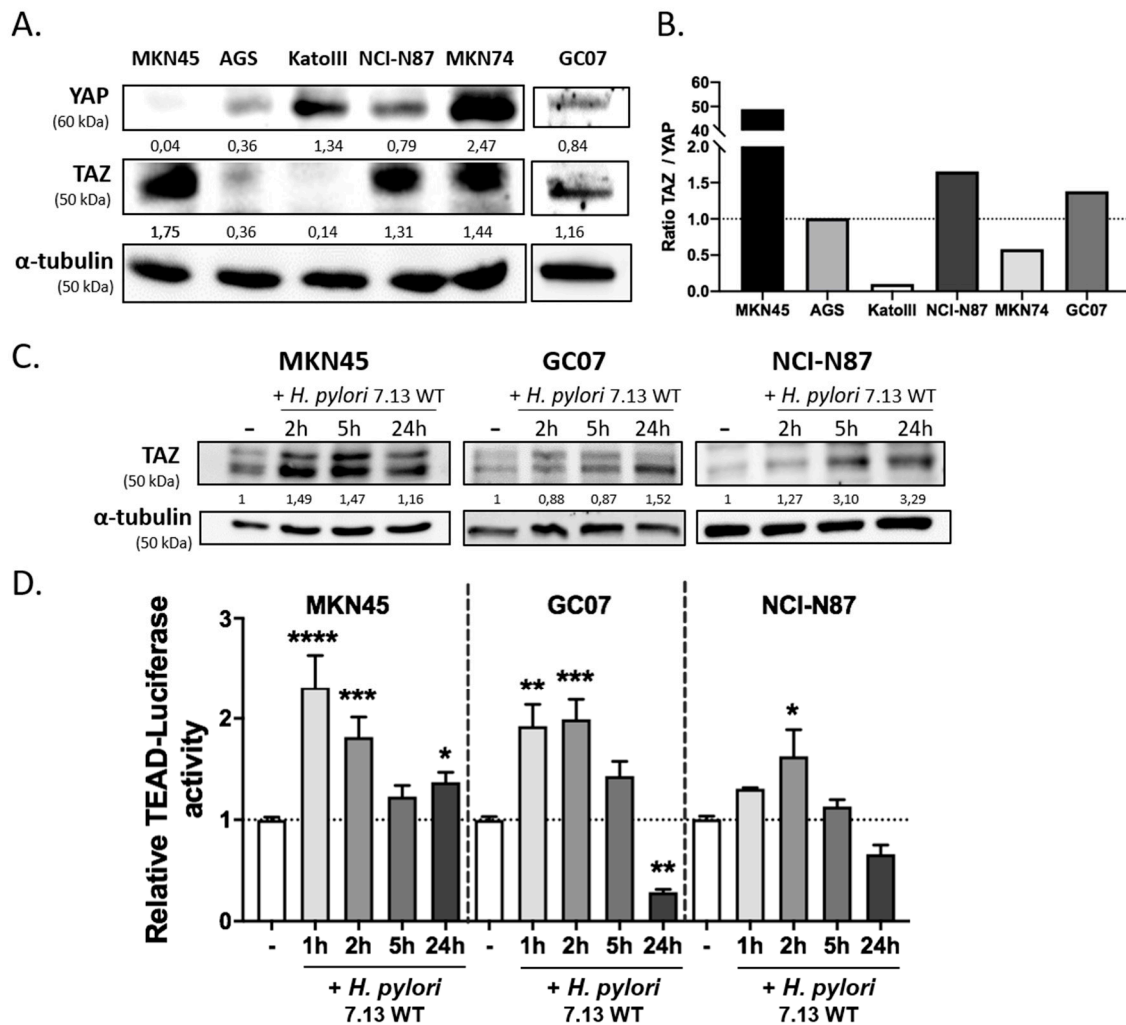 A.
MKN45 AGS KatoIII NCI-N87 MKN74 GC07
YAP
(60 kDa)
0,04 0,36 1,34 0,79 2,47 0,84
TAZ
(50 kDa)
1,75 0,36 0,14 1,31 1,44 1,16
α-tubulin
(50 kDa)
B.
Ratio TAZ / YAP
60
50
40
2.0
1.5
1.0
0.5
0.0
MKN45 AGS KatoIII NCI-N87 MKN74 GC07
C.
MKN45 GC07 NCI-N87
+ H. pylori 7.13 WT + H. pylori 7.13 WT + H. pylori 7.13 WT
– 2h 5h 24h – 2h 5h 24h – 2h 5h 24h
TAZ
(50 kDa)
1 1,49 1,47 1,16 1 0,88 0,87 1,52 1 1,27 3,10 3,29
α-tubulin
(50 kDa)
D.
MKN45 GC07 NCI-N87
Relative TEAD-Luciferase
activity
3
2
1
0
**** *** * ** *** ** *
- 1h 2h 5h 24h - 1h 2h 5h 24h - 1h 2h 5h 24h
+ H. pylori + H. pylori + H. pylori
7.13 WT 7.13 WT 7.13 WT